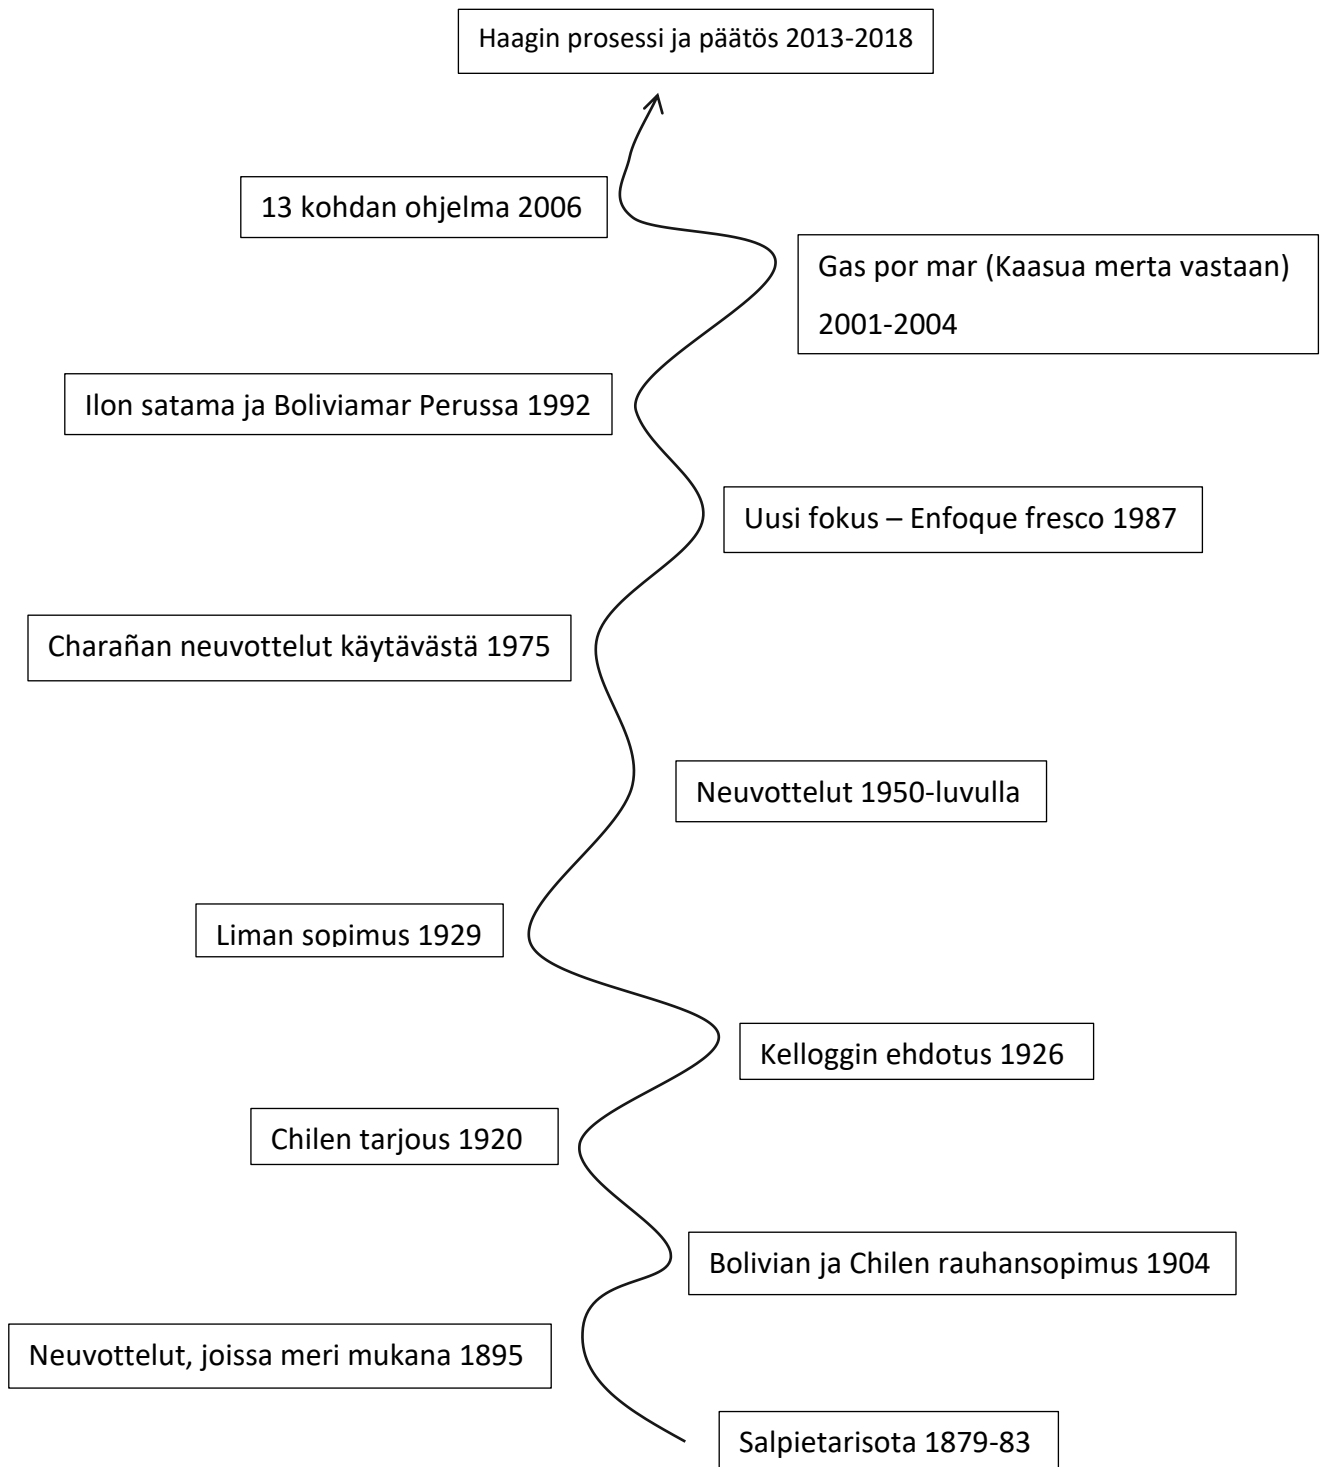 Haagin prosessi ja päätös 2013-2018
13 kohdan ohjelma 2006
Gas por mar (Kaasua merta vastaan)
2001-2004
Ilon satama ja Boliviamar Perussa 1992
Uusi fokus – Enfoque fresco 1987
Charañan neuvottelut käytävästä 1975
Neuvottelut 1950-luvulla
Liman sopimus 1929
Kelloggin ehdotus 1926
Chilen tarjous 1920
Bolivian ja Chilen rauhansopimus 1904
Neuvottelut, joissa meri mukana 1895
Salpietarisota 1879-83